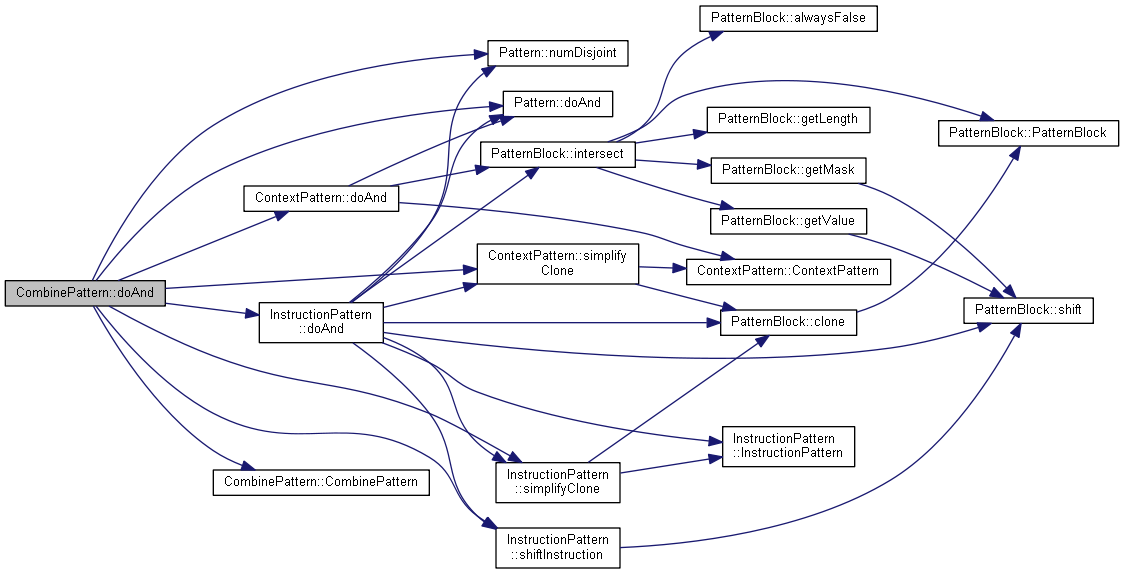 PatternBlock::alwaysFalse
Pattern::numDisjoint
Pattern::doAnd
PatternBlock::getLength
PatternBlock::PatternBlock
PatternBlock::intersect
PatternBlock::getMask
ContextPattern::doAnd
PatternBlock::getValue
ContextPattern::simplify
Clone
ContextPattern::ContextPattern
CombinePattern::doAnd
InstructionPattern
::doAnd
PatternBlock::clone
PatternBlock::shift
InstructionPattern
::InstructionPattern
CombinePattern::CombinePattern
InstructionPattern
::simplifyClone
InstructionPattern
::shiftInstruction